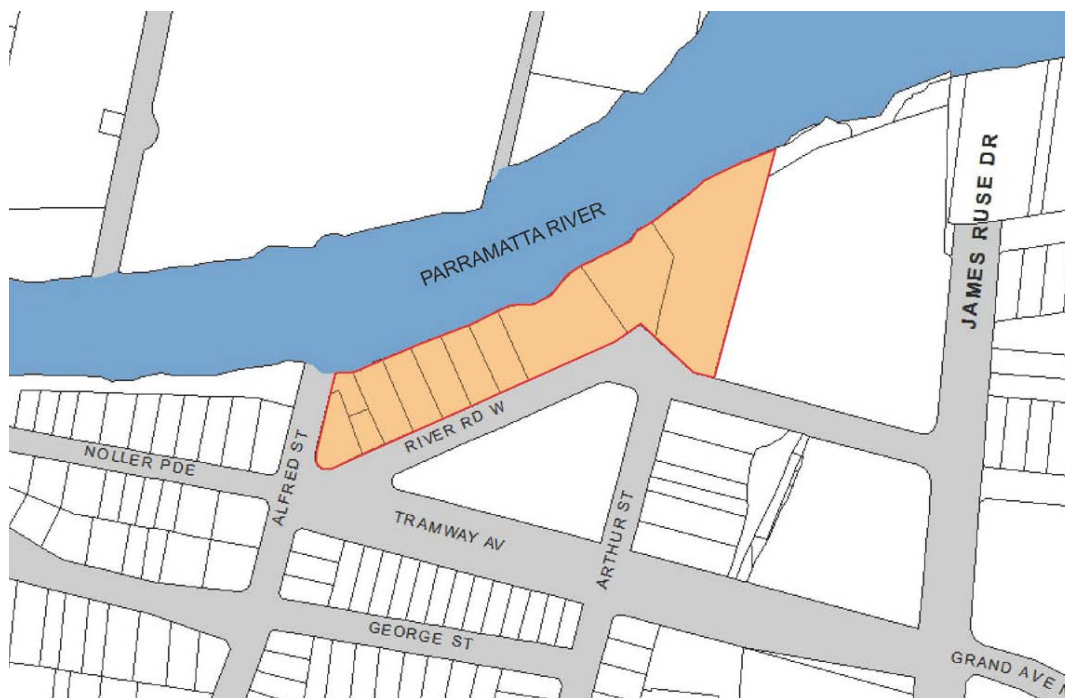 PARRAMATTA RIVER
JAMES RUSE DR
RIVER RD W
NOLLER PDE
ALFRED ST
TRAMWAY AV
ARTHUR ST
GEORGE ST
GRAND AVE